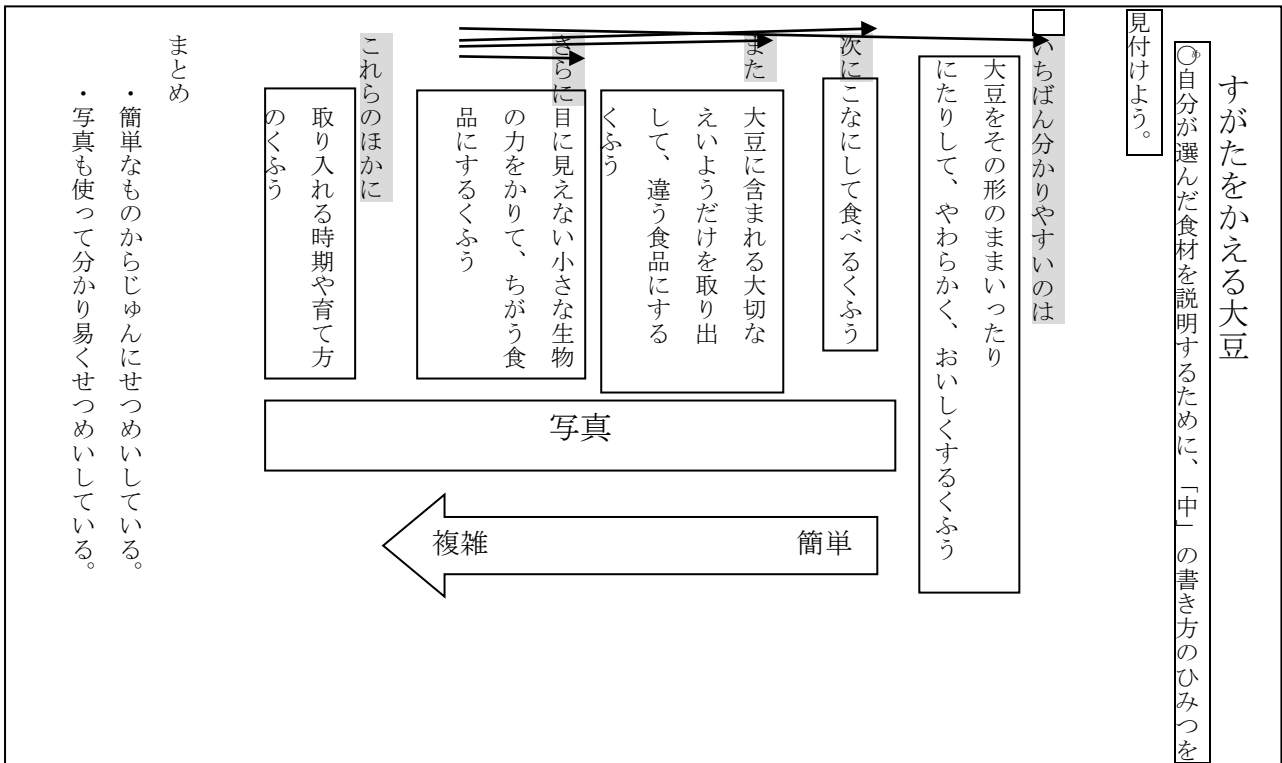 すがたをかえる大豆
〇め自分が選んだ食材を説明するために、「中」の書き方のひみつを
見付けよう。
いちばん分かりやすいのは
大豆をその形のままいったり
にたりして、やわらかく、おいしくするくふう
次に
こなにして食べるくふう
また
大豆に含まれる大切な
えいようだけを取り出
して、違う食品にする
くふう
さらに
目に見えない小さな生物
の力をかりて、ちがう食
品にするくふう
これらのほかに
取り入れる時期や育て方
のくふう
写真
簡単
複雑
まとめ
・簡単なものからじゅんにせつめいしている。
・写真も使って分かり易くせつめいしている。